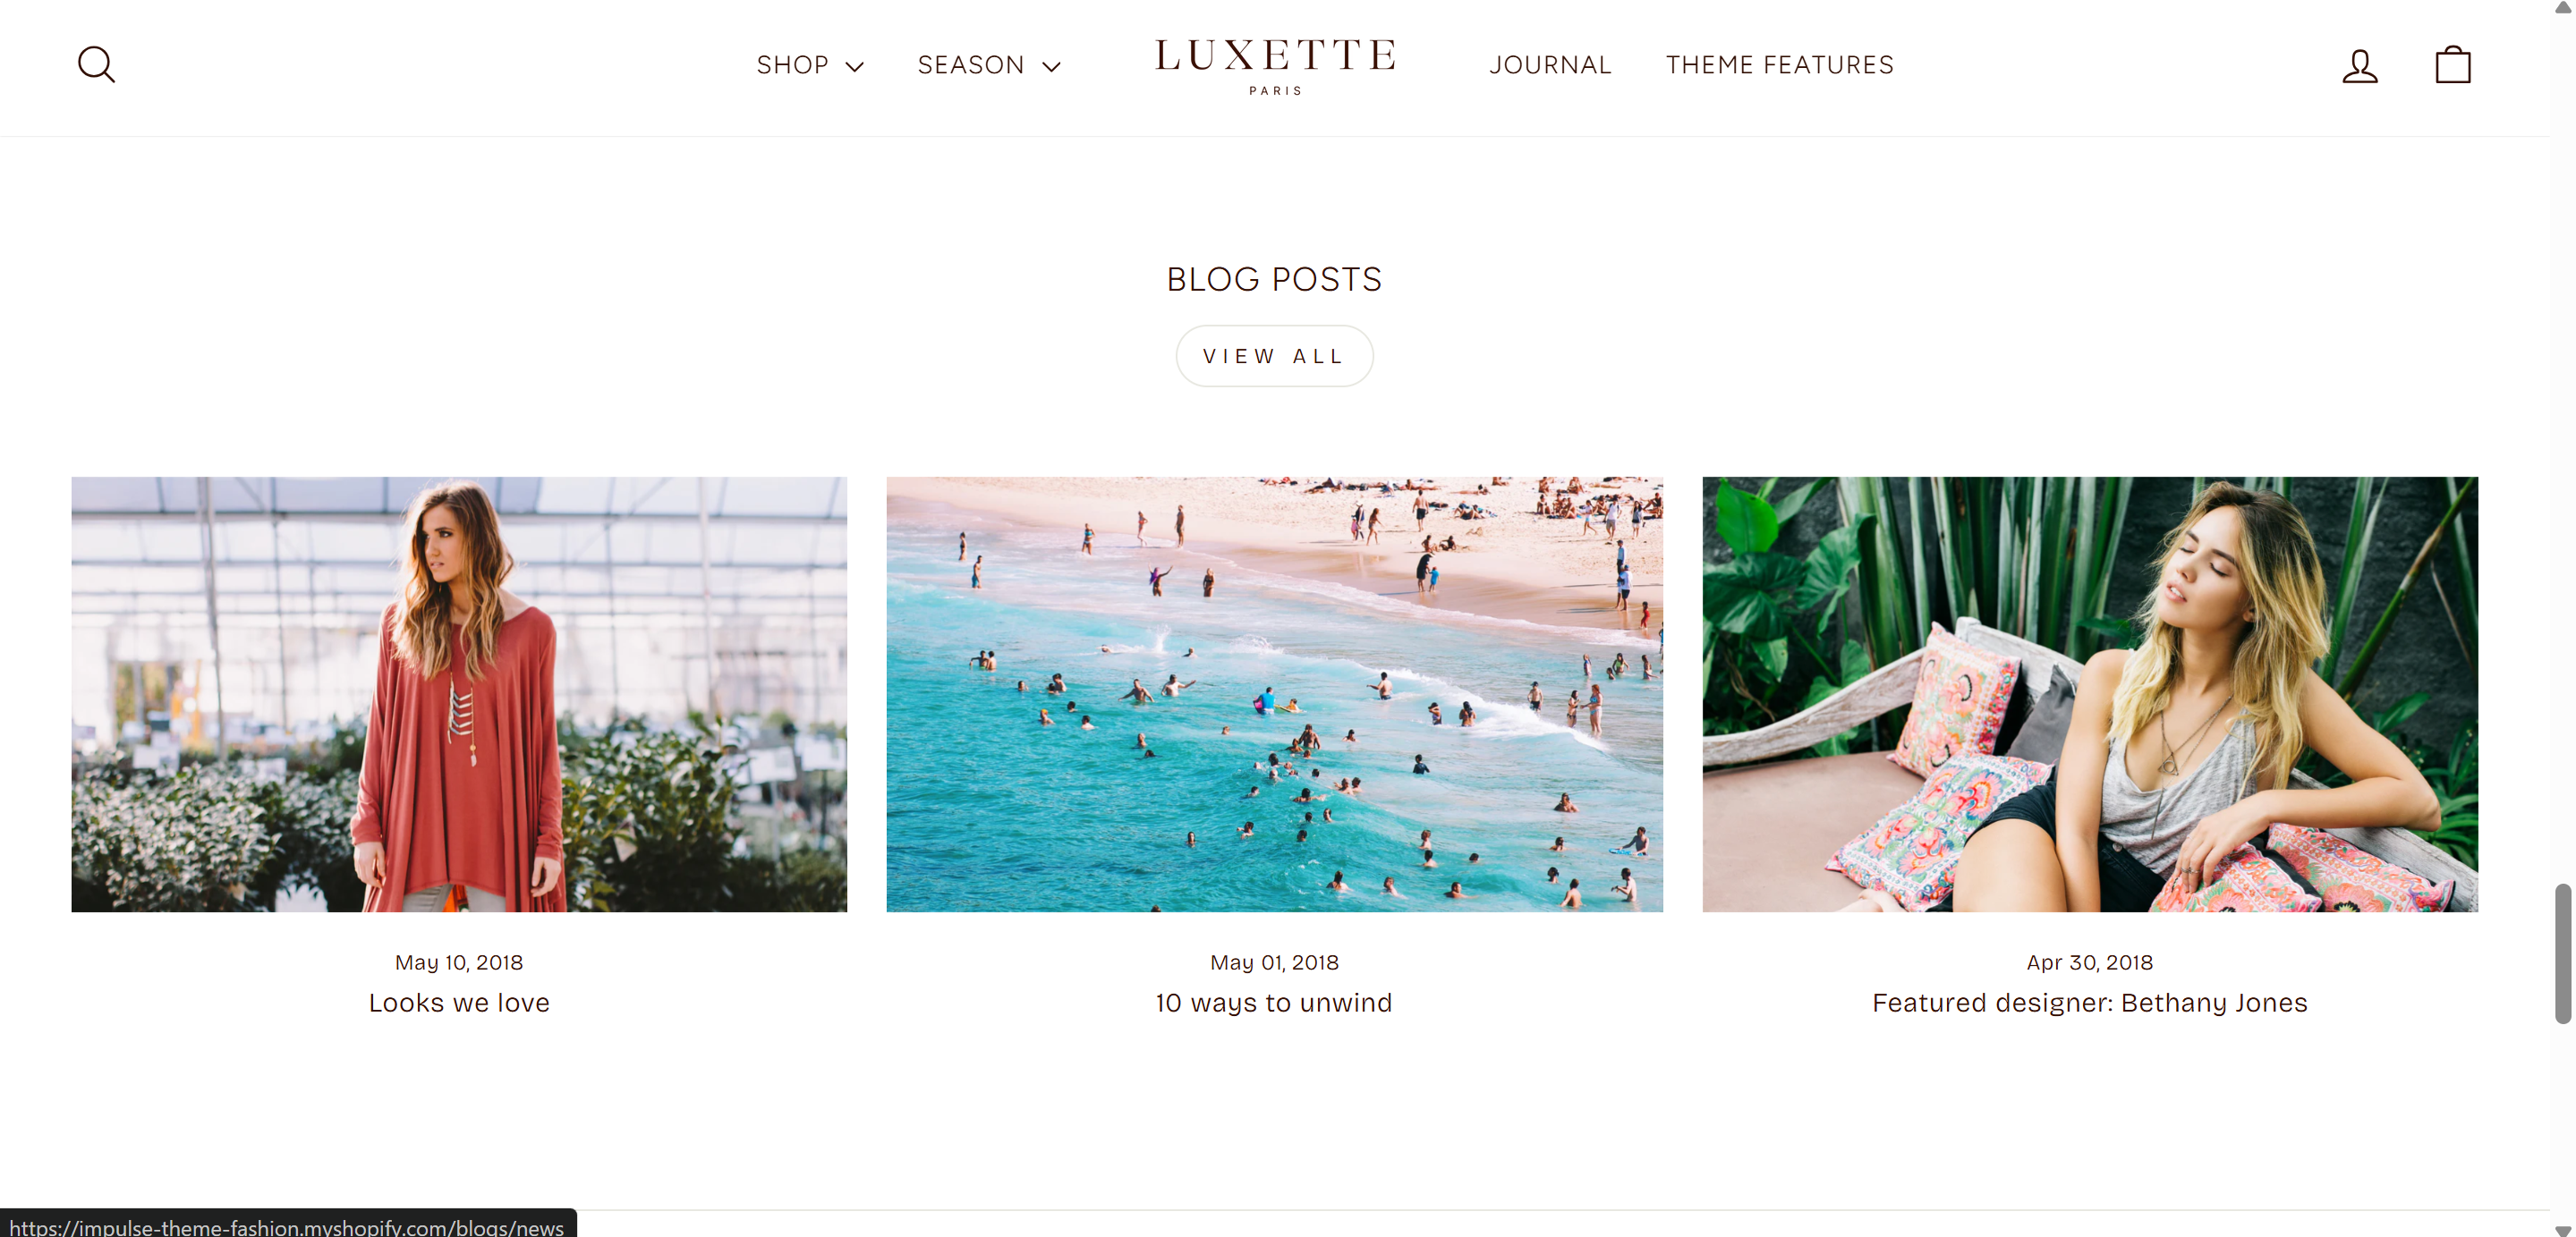 SHOP
SEASON
LUXETTE
PARIS
JOURNAL
THEME FEATURES
BLOG POSTS
VIEW ALL
May 10, 2018
Looks we love
May 01, 2018
10 ways to unwind
Apr 30, 2018
Featured designer: Bethany Jones
https://impulse-theme-fashion.myshopify.com/blogs/news